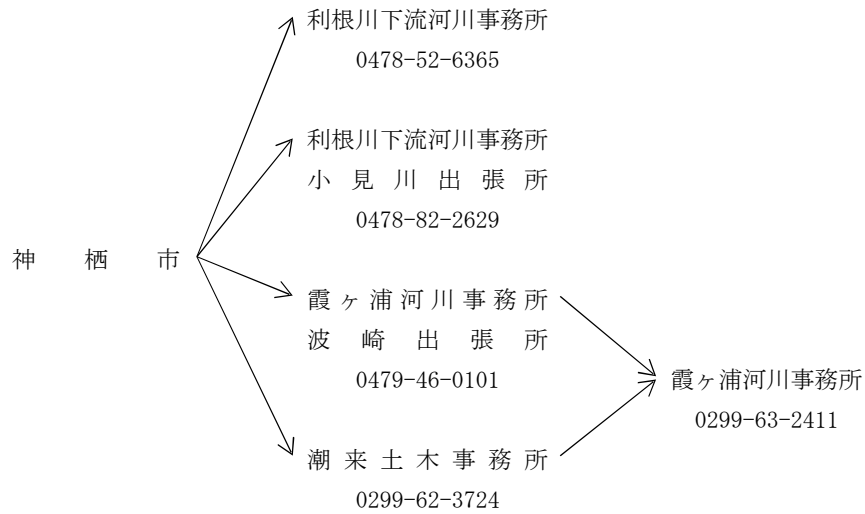 利根川下流河川事務所
0478-52-6365
利根川下流河川事務所
小見川出張所
0478-82-2629
神栖市
霞ヶ浦河川事務所
波崎出張所
0479-46-0101
霞ヶ浦河川事務所
0299-63-2411
潮来土木事務所
0299-62-3724